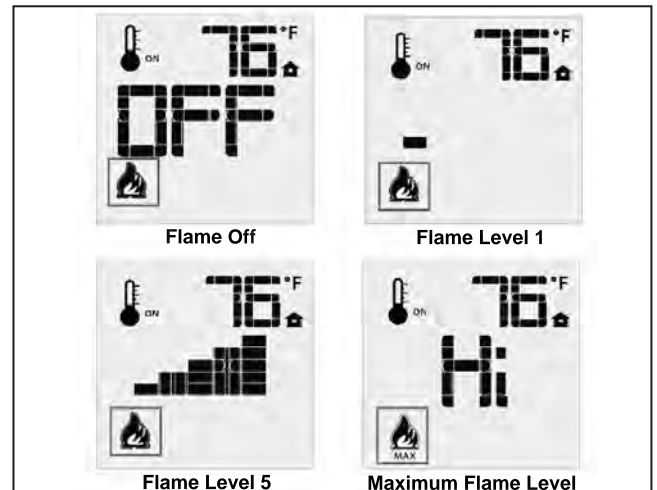 76 °F 76 °F
ON ON
OFF
Flame Off Flame Level 1
76 °F 76 °F
ON ON
Hi
MAX
Flame Level 5 Maximum Flame Level